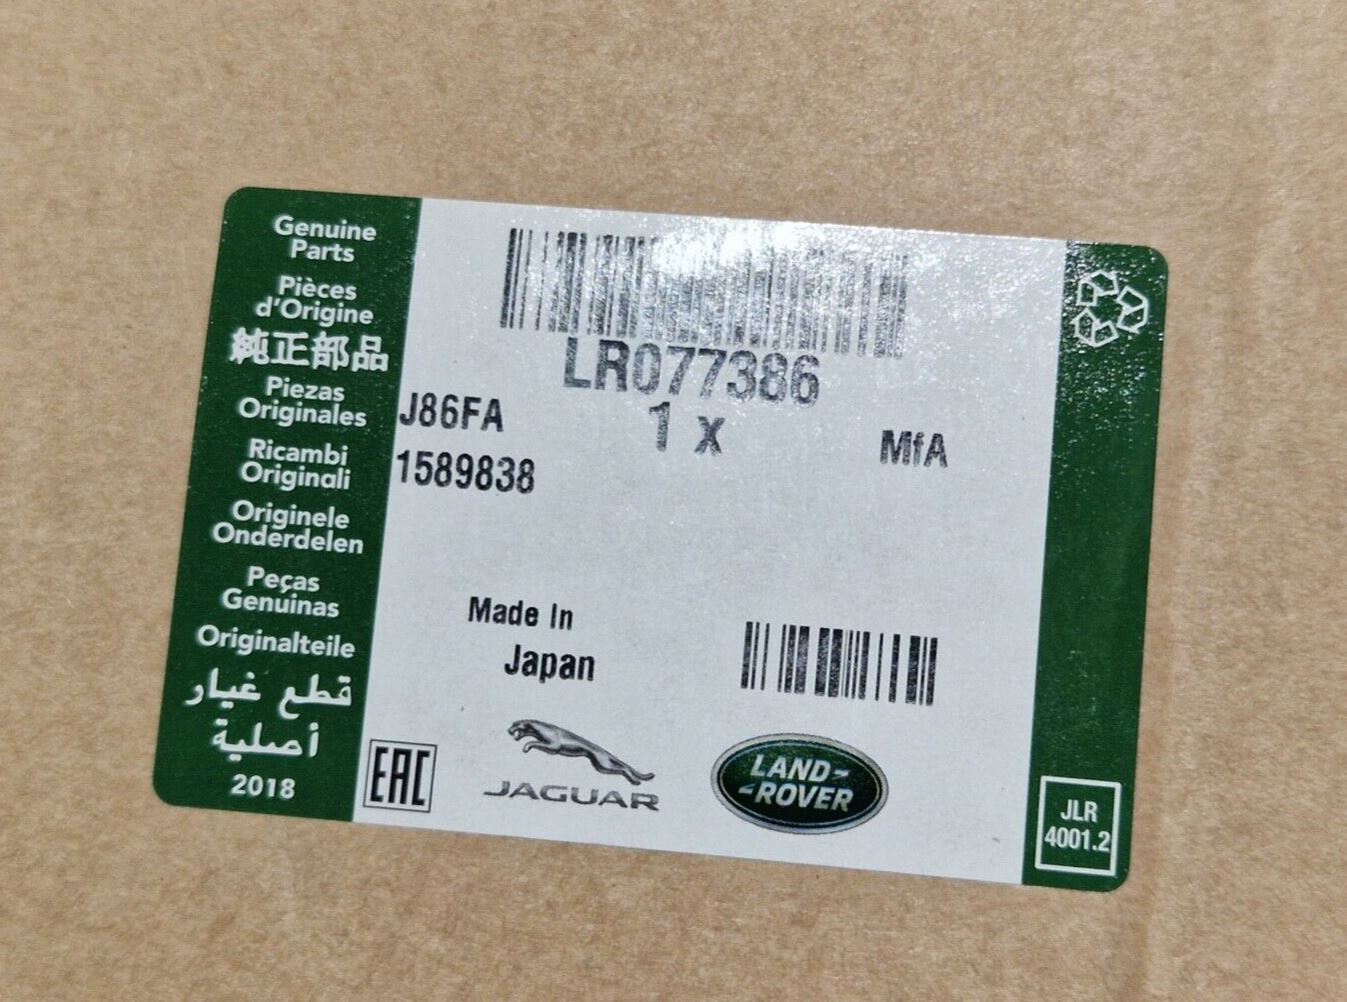 Genuine
Parts
Pièces
d'Origine
純正部品
Piezas
Originales
Ricambi
Originali
Originele
Onderdelen
Peças
Genuinas
Originalteile
قطع غيار
أصلية
2018
LR077386
J86FA
1 x
MfA
1589838
Made In
Japan
EAC
JAGUAR
LAND-
-ROVER
JLR
4001.2